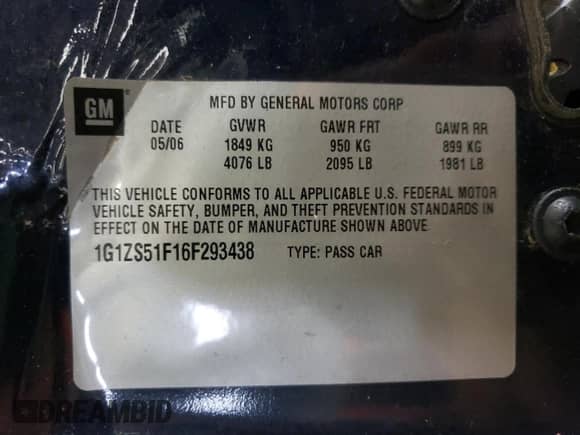 GM
MFD BY GENERAL MOTORS CORP
DATE GVWR GAWR FRT GAWR RR
05/06 1849 KG 950 KG 899 KG
4076 LB 2095 LB 1981 LB
THIS VEHICLE CONFORMS TO ALL APPLICABLE U.S. FEDERAL MOTOR
VEHICLE SAFETY, BUMPER, AND THEFT PREVENTION STANDARDS IN
EFFECT ON THE DATE OF MANUFACTURE SHOWN ABOVE
1G1ZS51F16F293438 TYPE: PASS CAR
DREAMBID